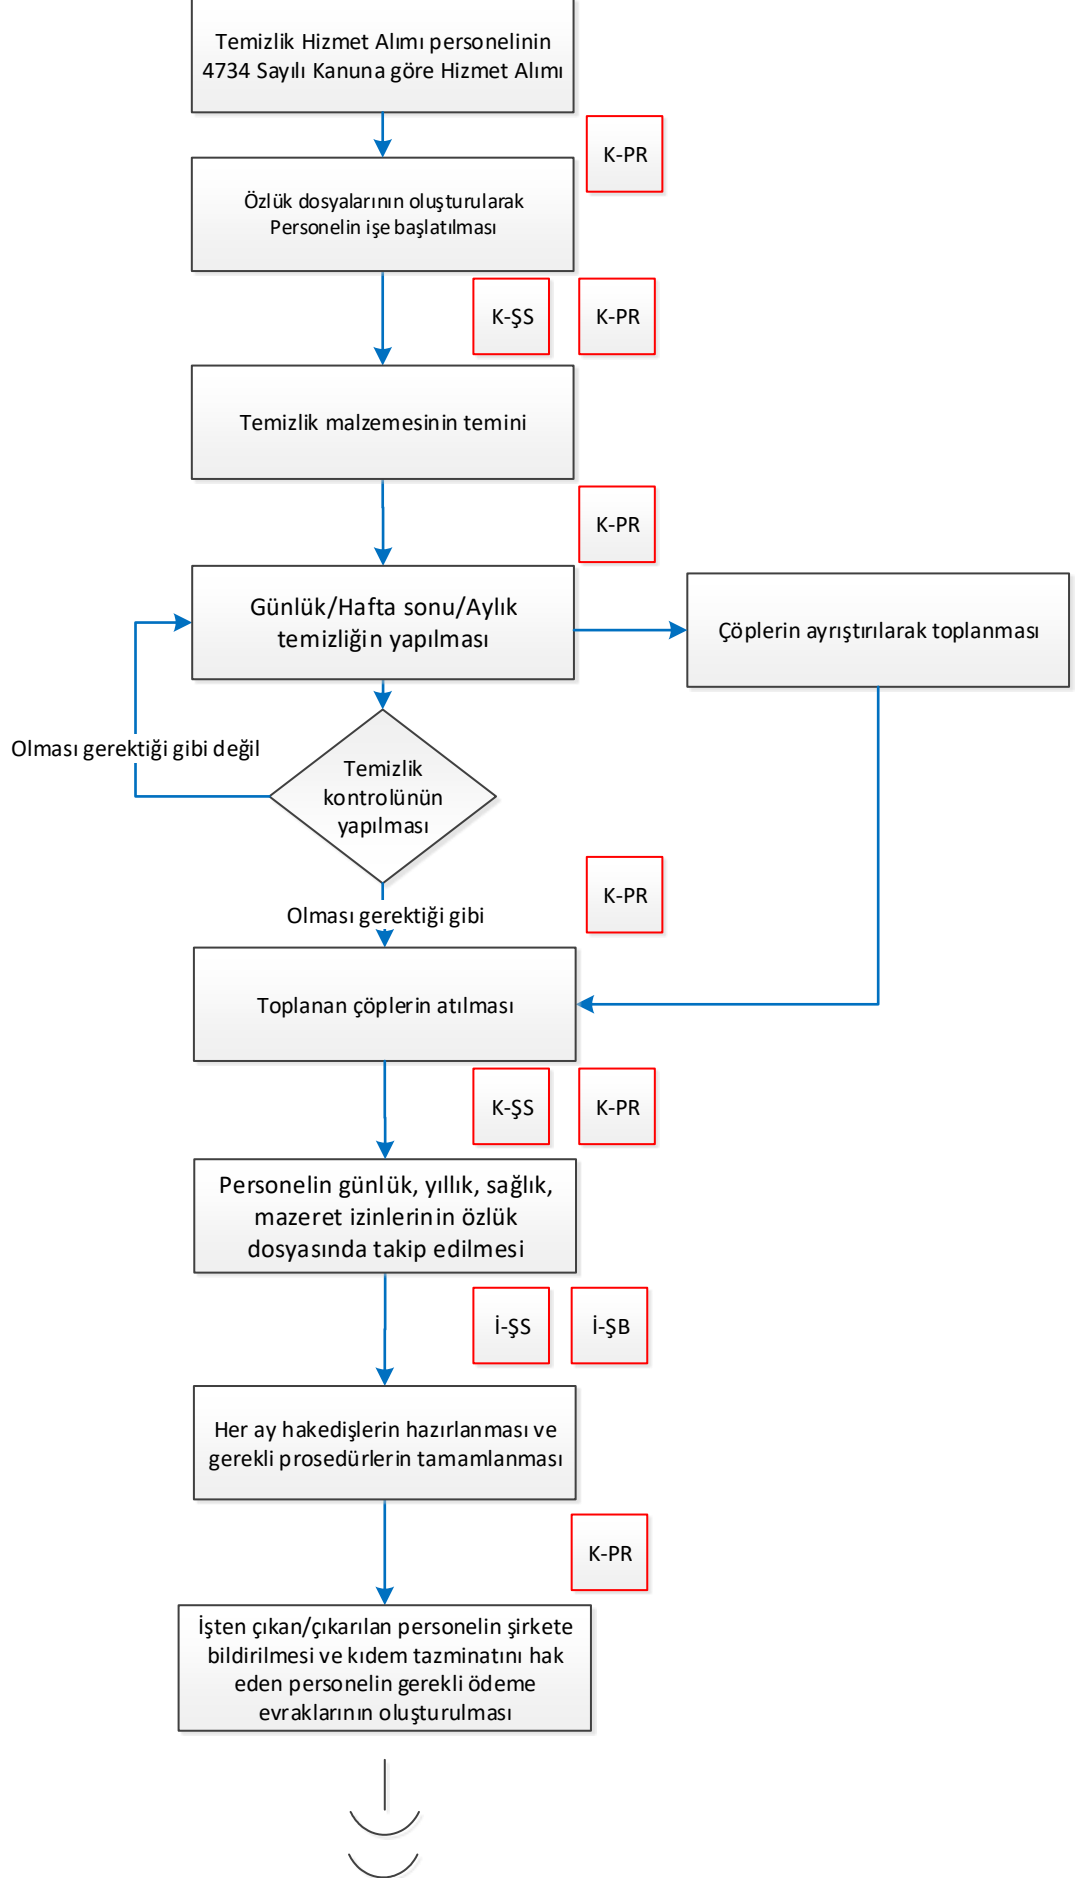 Temizlik Hizmet Alımı personelinin
4734 Sayılı Kanuna göre Hizmet Alımı
K-PR
Özlük dosyalarının oluşturularak
Personelin işe başlatılması
K-ŞS
K-PR
Temizlik malzemesinin temini
K-PR
Günlük/Hafta sonu/Aylık
temizliğin yapılması
Çöplerin ayrıştırılarak toplanması
Olması gerektiği gibi değil
Temizlik
kontrolünün
yapılması
K-PR
Olması gerektiği gibi
Toplanan çöplerin atılması
K-ŞS
K-PR
Personelin günlük, yıllık, sağlık,
mazeret izinlerinin özlük
dosyasında takip edilmesi
İ-ŞS
İ-ŞB
Her ay hakedişlerin hazırlanması ve
gerekli prosedürlerin tamamlanması
K-PR
İşten çıkan/çıkarılan personelin şirkete
bildirilmesi ve kıdem tazminatını hak
eden personelin gerekli ödeme
evraklarının oluşturulması